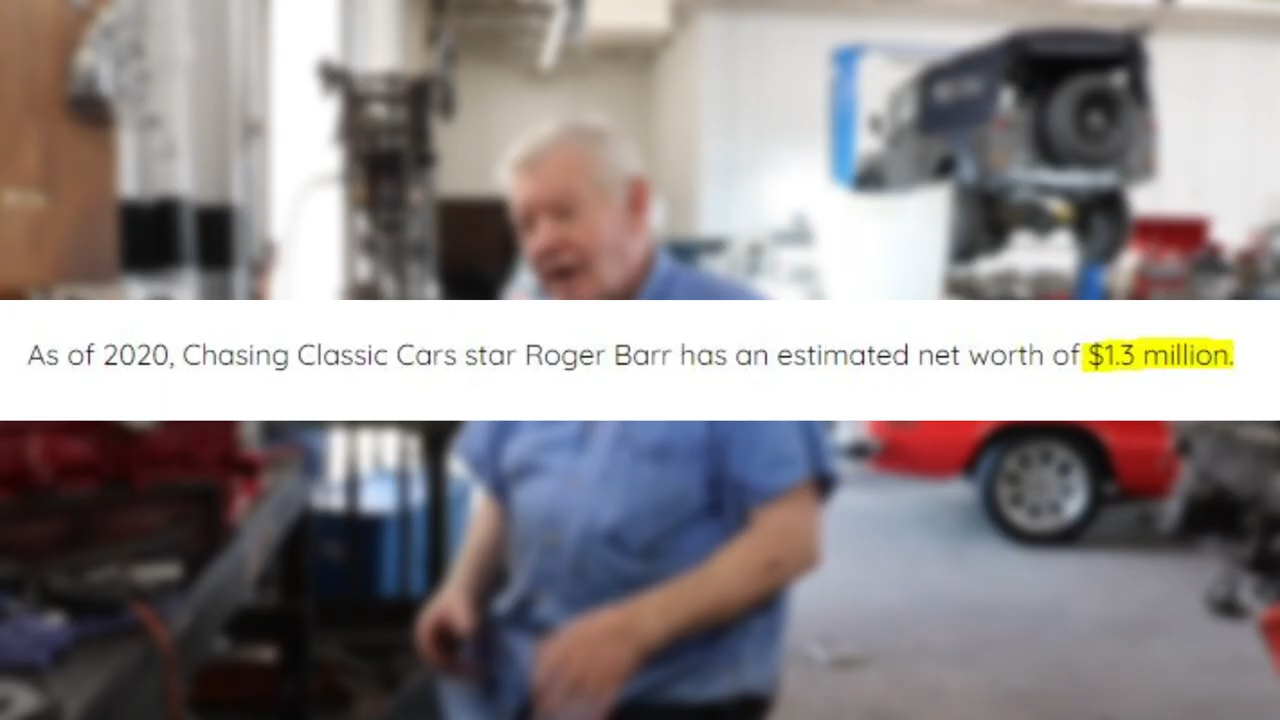 As of 2020, Chasing Classic Cars star Roger Barr has an estimated net worth of $1.3 million.